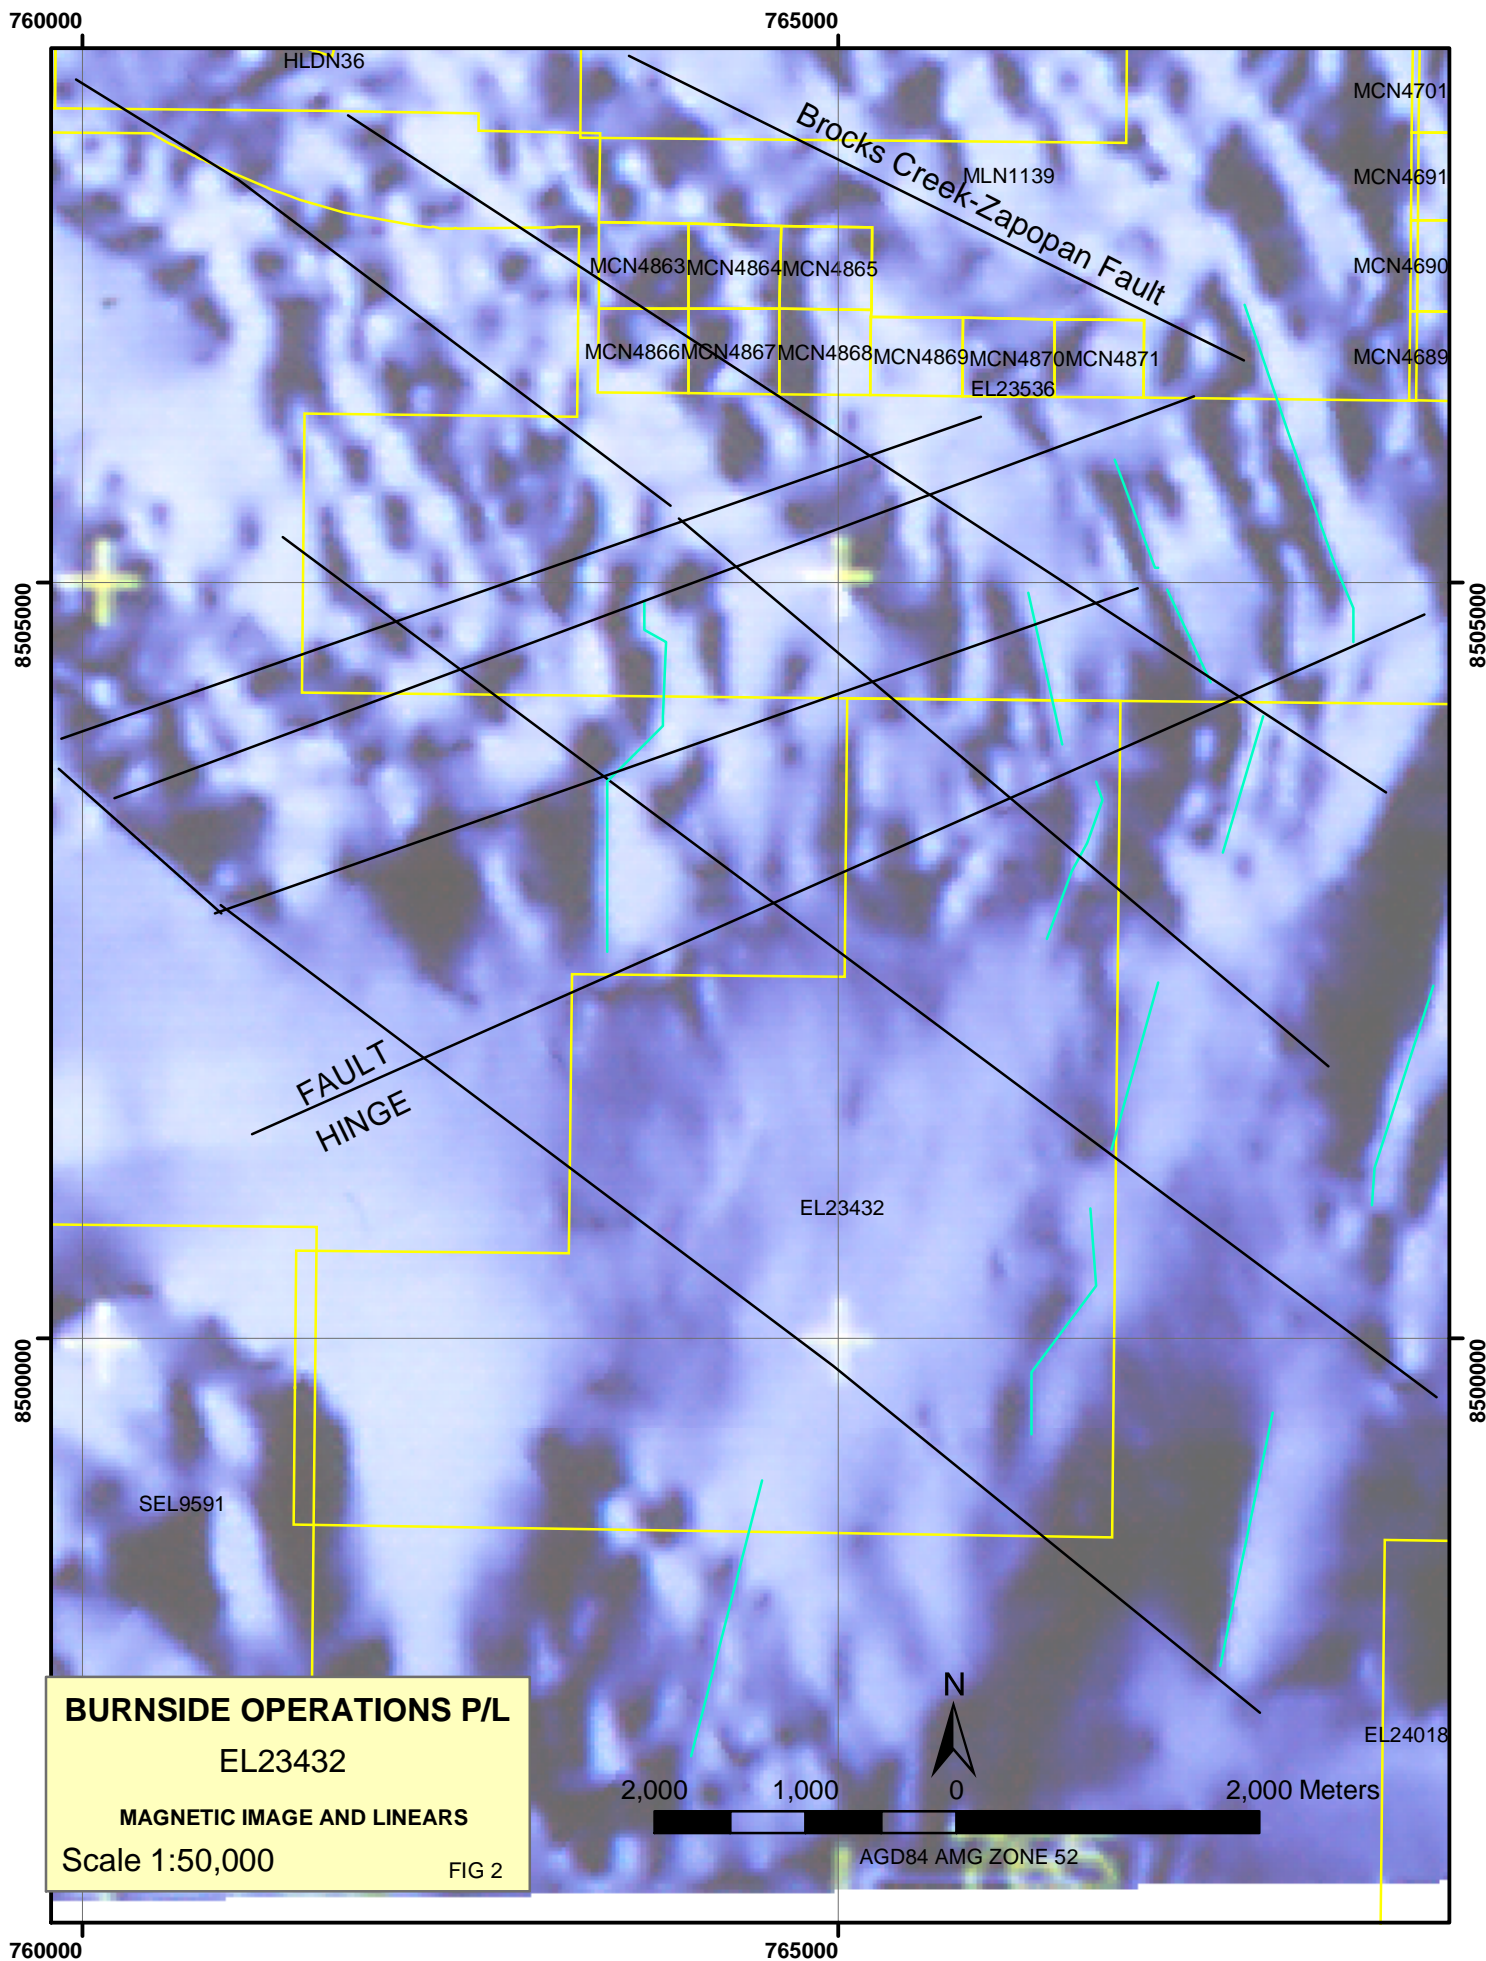 760000
765000
HLDN36
MCN4701
Brocks Creek-Zapopan Fault
MLN1139
MCN4691
MCN4863
MCN4864
MCN4865
MCN4690
MCN4866
MCN4867
MCN4868
MCN4869
MCN4870
MCN4871
MCN4689
EL23536
8505000
8505000
FAULT
HINGE
EL23432
8500000
8500000
SEL9591
BURNSIDE OPERATIONS P/L
EL23432
MAGNETIC IMAGE AND LINEARS
Scale 1:50,000
FIG 2
N
EL24018
2,000
1,000
0
2,000 Meters
AGD84 AMG ZONE 52
760000
765000